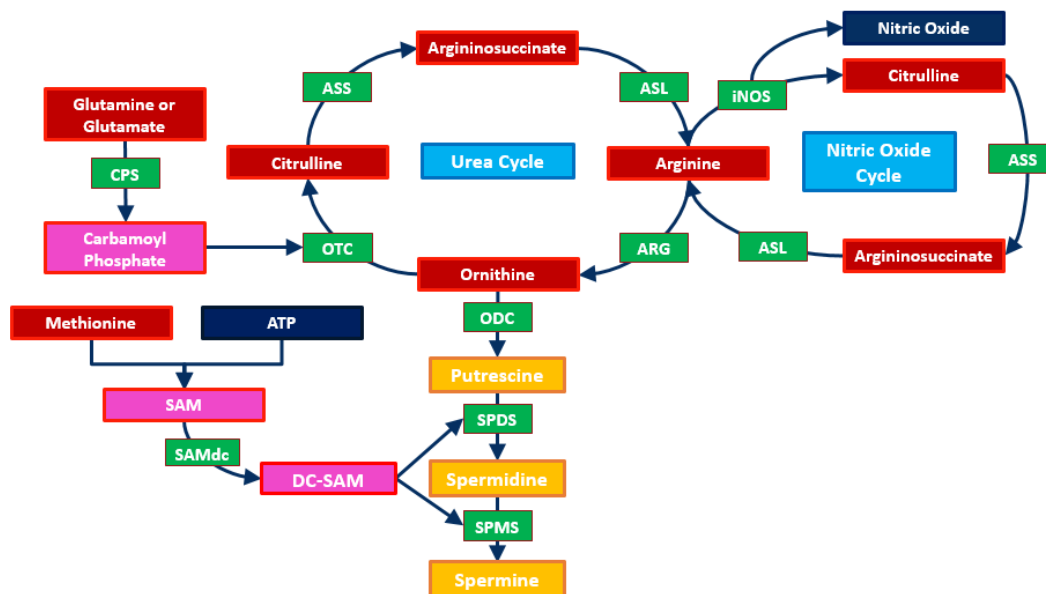 Nitric Oxide
Argininosuccinate
Citrulline
ASS
ASL
iNOS
Glutamine or
Glutamate
Citrulline
Urea Cycle
Arginine
Nitric Oxide
Cycle
ASS
CPS
Carbamoyl
Phosphate
OTC
ARG
ASL
Argininosuccinate
Ornithine
Methionine
ATP
ODC
Putrescine
SAM
SPDS
SAMdc
DC-SAM
Spermidine
SPMS
Spermine